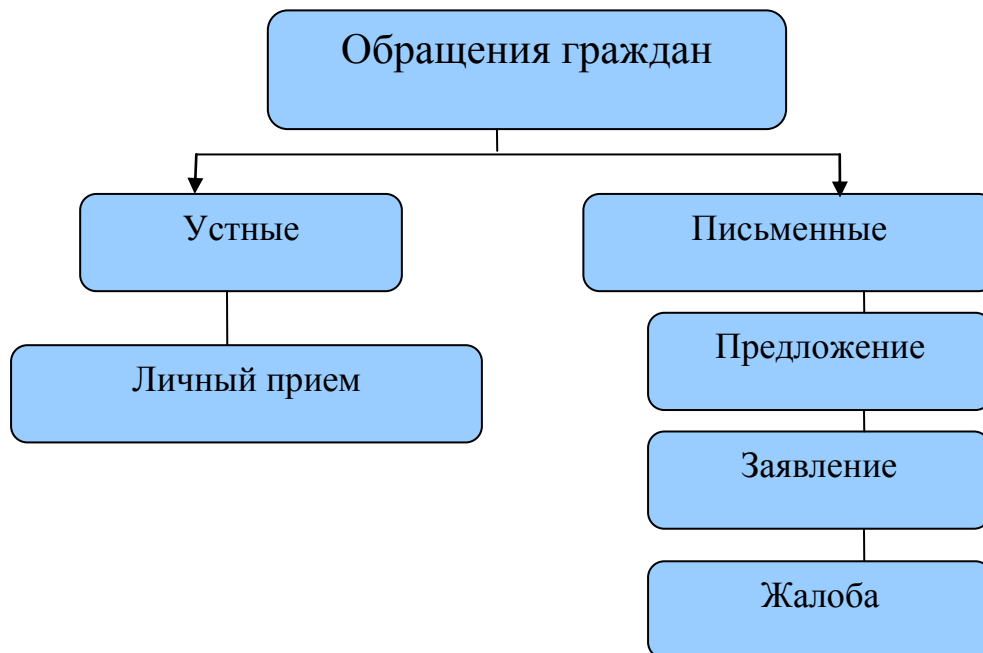 Обращения граждан
Устные
Письменные
Личный прием
Предложение
Заявление
Жалоба